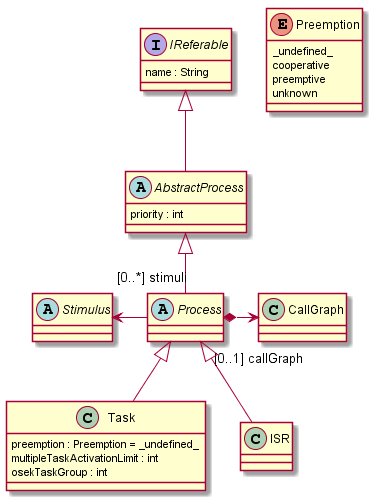 I IReferable
name : String
E Preemption
_undefined_
cooperative
preemptive
unknown
A AbstractProcess
priority : int
[0..*] stimuli
A Stimulus
A Process
C CallGraph
[0..1] callGraph
C Task
preemption : Preemption = _undefined_
multipleTaskActivationLimit : int
osekTaskGroup : int
C ISR